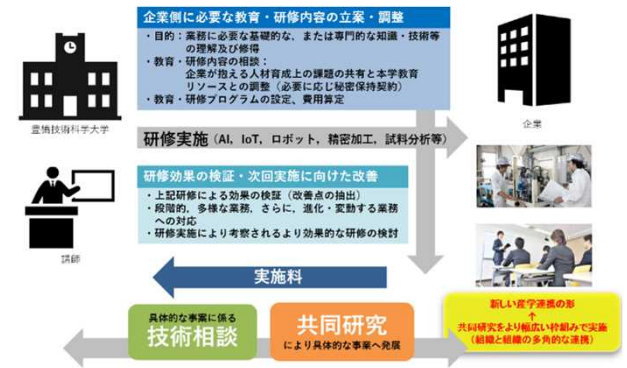 企業側に必要な教育・研修内容の立案・調整
・目的：業務に必要な基礎的な、または専門的な知識・技術等
の理解及び修得
・教育・研修内容の相談：
企業が抱える人材育成上の課題の共有と本学教育
リソースとの調整（必要に応じ秘密保持契約）
・教育・研修プログラムの設定、費用算定
豊橋技術科学大学
企業
研修実施（AI，IoT，ロボット，精密加工，試料分析等）
研修効果の検証・次回実施に向けた改善
・上記研修による効果の検証（改善点の抽出）
・段階的，多様な業務，さらに，進化・変動する業務
への対応
・研修実施により考察されるより効果的な研修の検討
講師
実施料
具体的な事案に係る
技術相談
共同研究
により具体的な事業へ発展
新しい産学連携の形
↑
共同研究をより幅広い枠組みで実施
（組織と組織の多角的な連携）